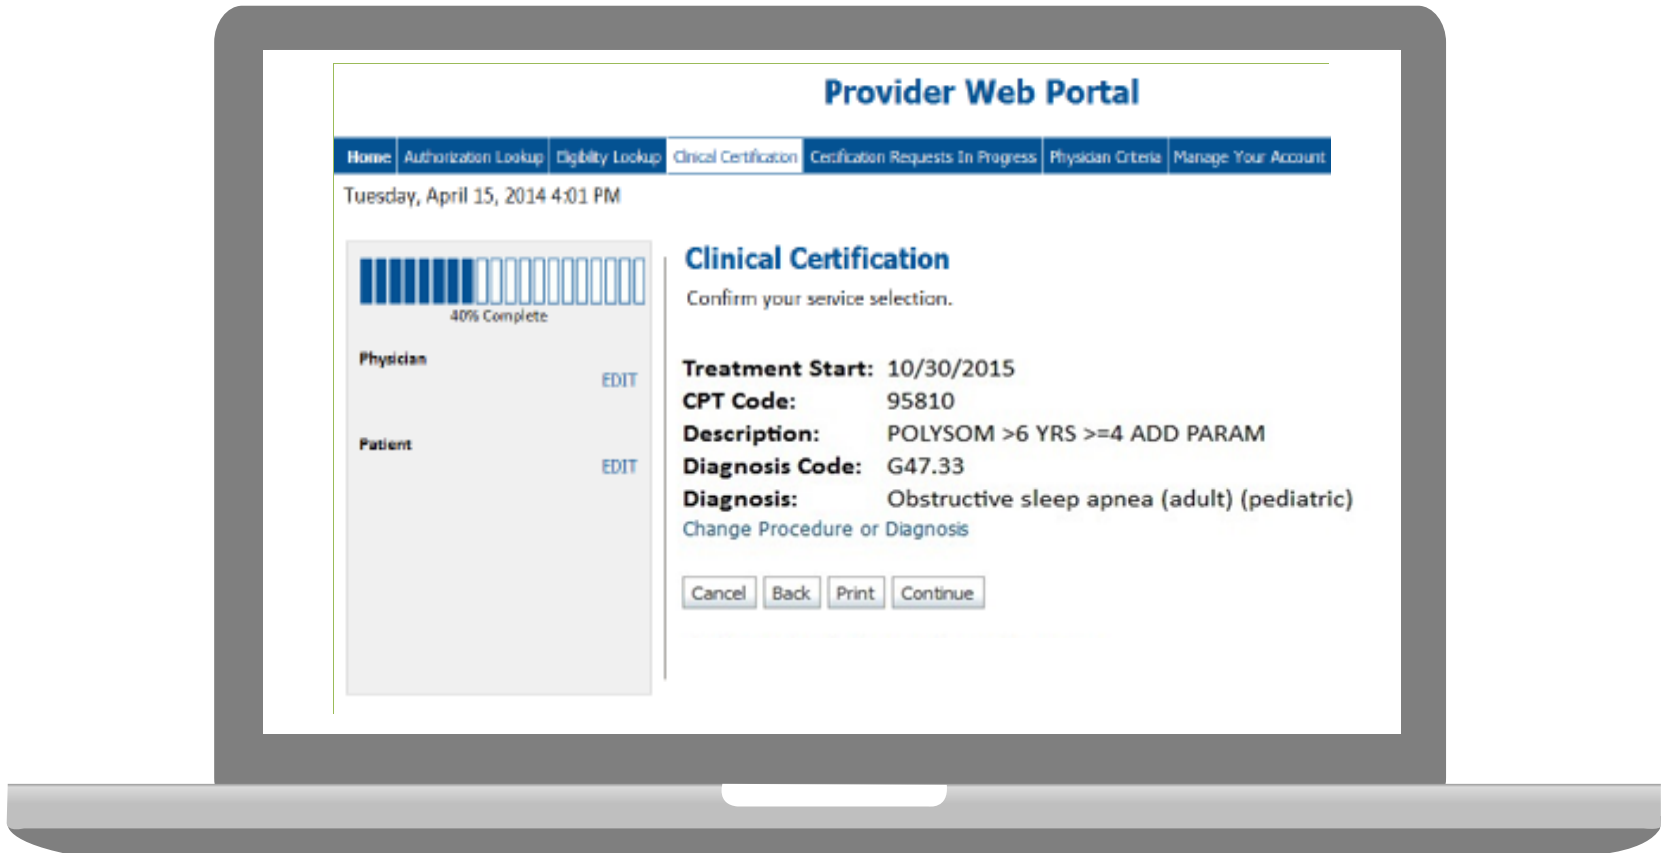 Provider Web Portal
Home Authorization Lookup Eligibility Lookup Clinical Certification Certification Requests In Progress Physician Criteria Manage Your Account
Tuesday, April 15, 2014 4:01 PM
40% Complete
Physician
EDIT
Patient
EDIT
Clinical Certification
Confirm your service selection.
Treatment Start: 10/30/2015
CPT Code: 95810
Description: POLYSOM >6 YRS >=4 ADD PARAM
Diagnosis Code: G47.33
Diagnosis: Obstructive sleep apnea (adult) (pediatric)
Change Procedure or Diagnosis
Cancel Back Print Continue